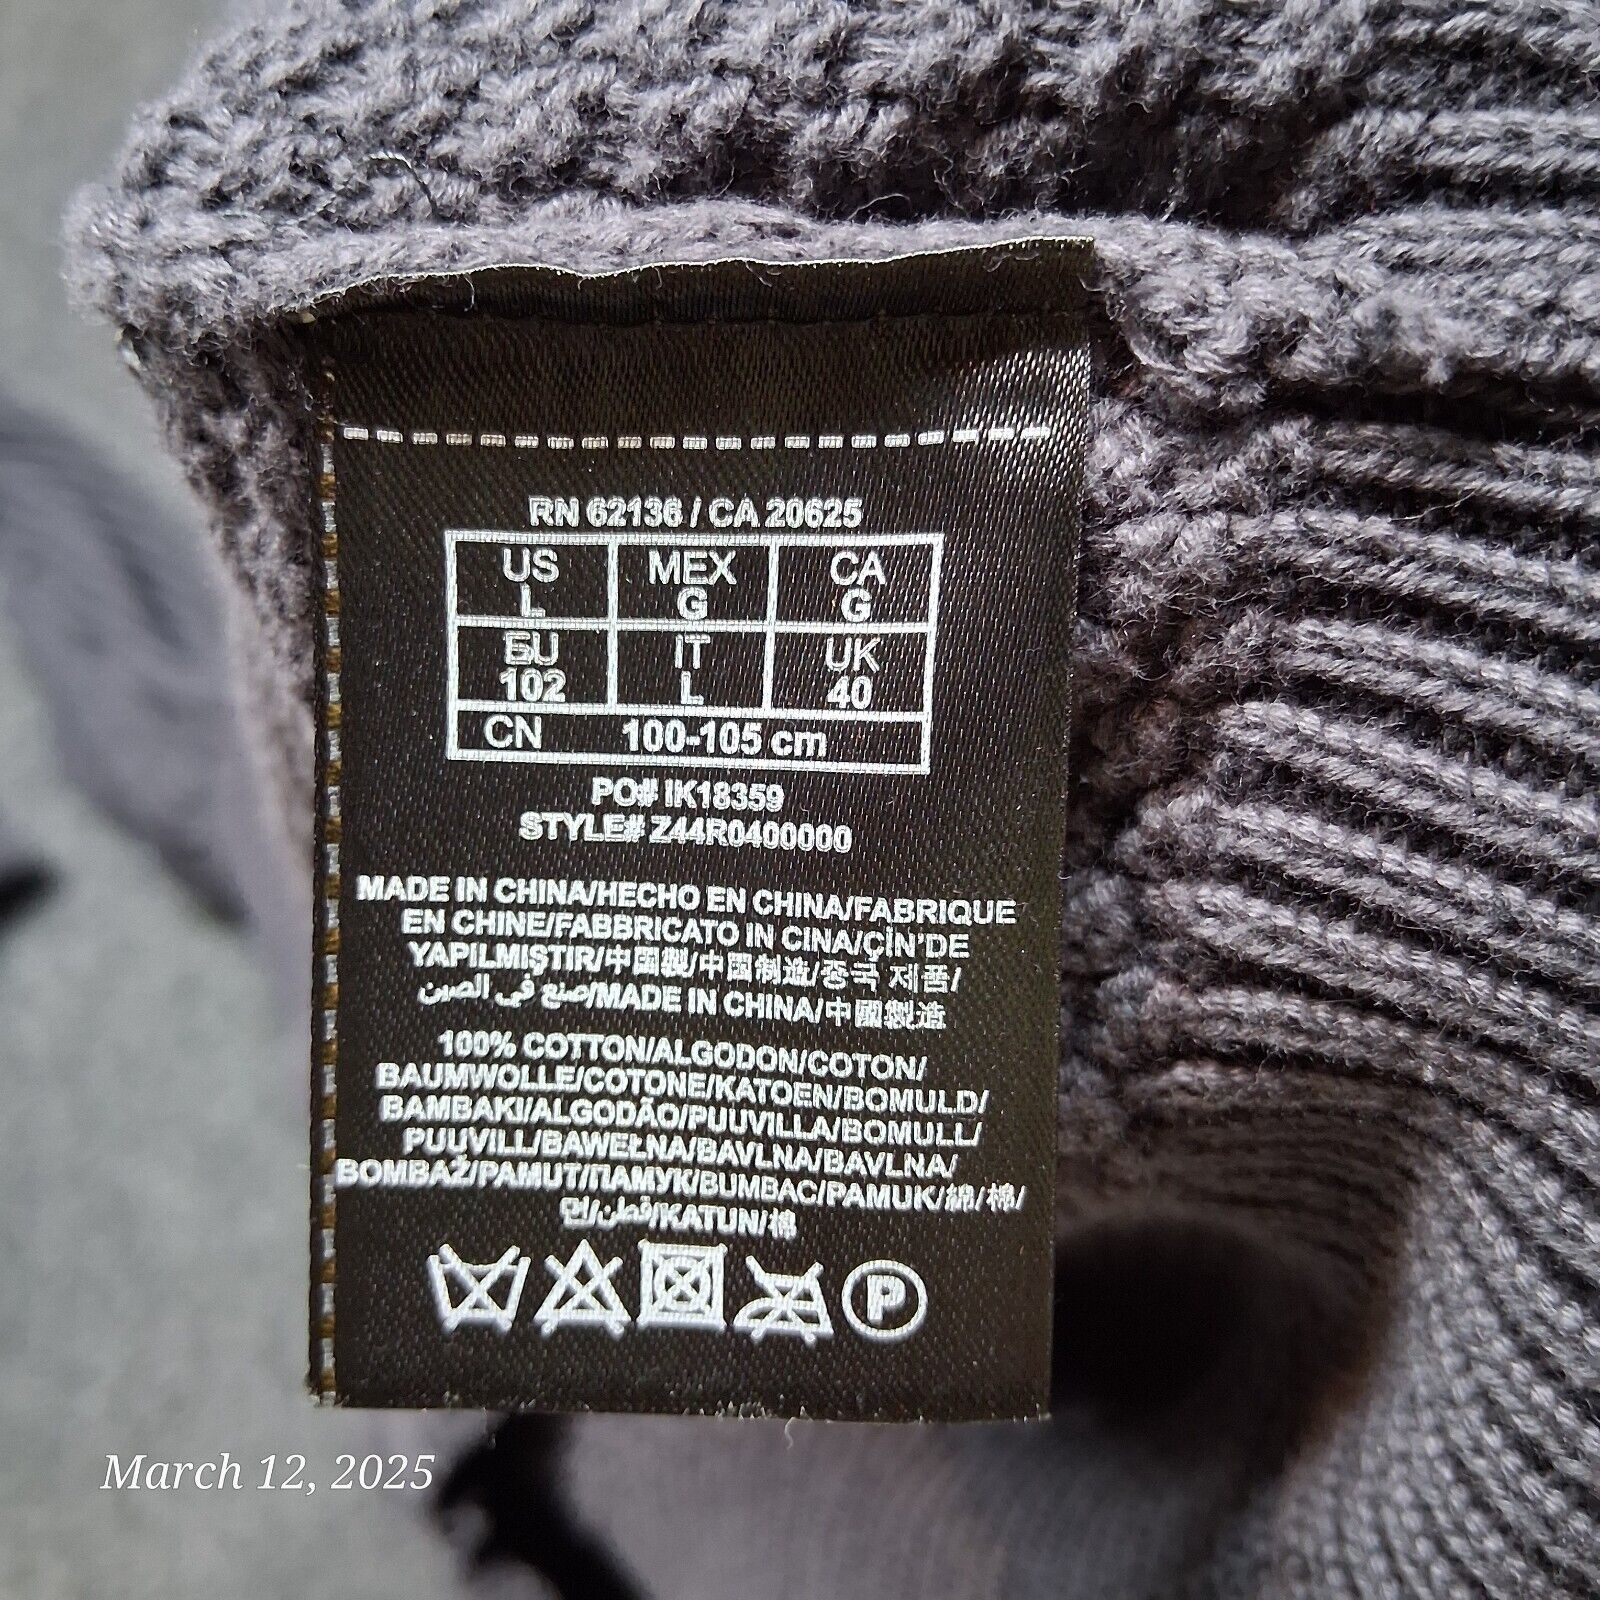 RN 62136 / CA 20625
US MEX CA
L G G
EU IT UK
102 L 40
CN 100-105 cm
PO# IK18359
STYLE# Z44R0400000
MADE IN CHINA/HECHO EN CHINA/FABRIQUE
EN CHINE/FABBRICATO IN CINA/ÇİN'DE
YAPILMIŞTIR/中国製/中国制造/중국 제품/
صنع في الصين/MADE IN CHINA/中國製造
100% COTTON/ALGODON/COTON/
BAUMWOLLE/COTONE/KATOEN/BOMULD/
BAMBAKI/ALGODÃO/PUUVILLA/BOMULL/
PUUVILL/BAWEŁNA/BAVLNA/BAVLNA/
BOMBAŽ/PAMUT/ПАМУК/BUMBAC/PAMUK/綿/棉/
면/قطن/KATUN/棉
P
March 12, 2025